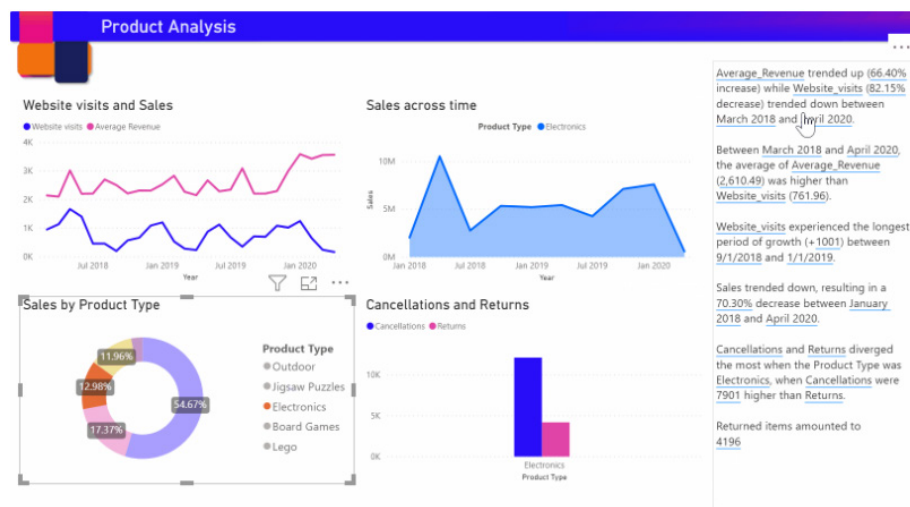 Product Analysis
Website visits and Sales
Website visits Average Revenue
4K
3K
2K
1K
0K
Jul 2018 Jan 2019 Jul 2019 Jan 2020
Year
Sales across time
Product Type Electronics
10M
5M
0M
Sales
Jan 2018 Jul 2018 Jan 2019 Jul 2019 Jan 2020
Year
Sales by Product Type
11.96%
12.98%
17.37%
54.67%
Product Type
Outdoor
Jigsaw Puzzles
Electronics
Board Games
Lego
Cancellations and Returns
Cancellations Returns
10K
5K
0K
Electronics
Product Type
Average_Revenue trended up (66.40%
increase) while Website_visits (82.15%
decrease) trended down between
March 2018 and April 2020.
Between March 2018 and April 2020,
the average of Average_Revenue
(2,610.49) was higher than
Website_visits (761.96).
Website_visits experienced the longest
period of growth (+1001) between
9/1/2018 and 1/1/2019.
Sales trended down, resulting in a
70.30% decrease between January
2018 and April 2020.
Cancellations and Returns diverged
the most when the Product Type was
Electronics, when Cancellations were
7901 higher than Returns.
Returned items amounted to
4196